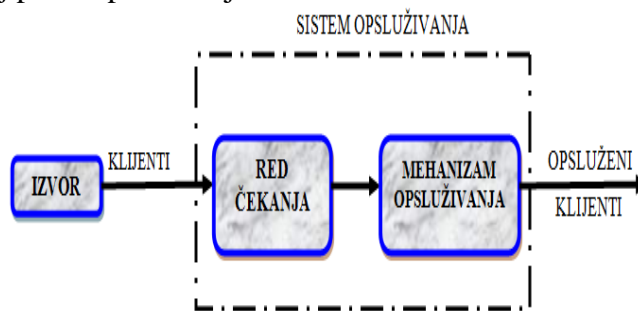 SISTEM OPSLUŽIVANJA
IZVOR
KLIJENTI
RED
ČEKANJA
MEHANIZAM
OPSLUŽIVANJA
OPSLUŽENI
KLIJENTI